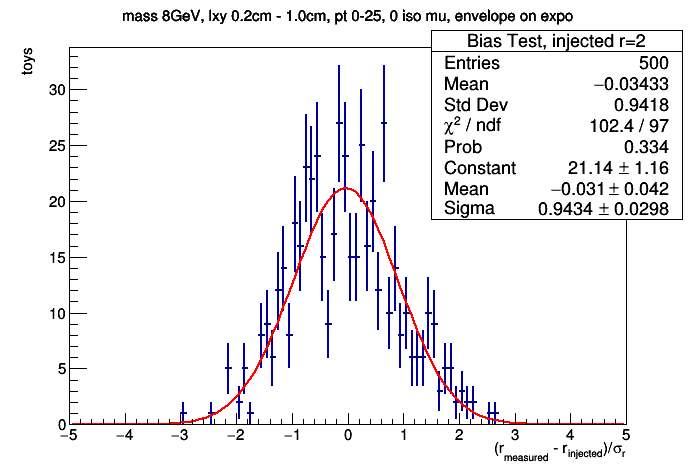 mass 8GeV, lxy 0.2cm - 1.0cm, pt 0-25, 0 iso mu, envelope on expo
Bias Test, injected r=2
Entries 500
Mean −0.03433
Std Dev 0.9418
χ² / ndf 102.4 / 97
Prob 0.334
Constant 21.14 ± 1.16
Mean −0.031 ± 0.042
Sigma 0.9434 ± 0.0298
toys
30
25
20
15
10
5
0
−5 −4 −3 −2 −1 0 1 2 3 4 5
(r_measured - r_injected)/σ_r